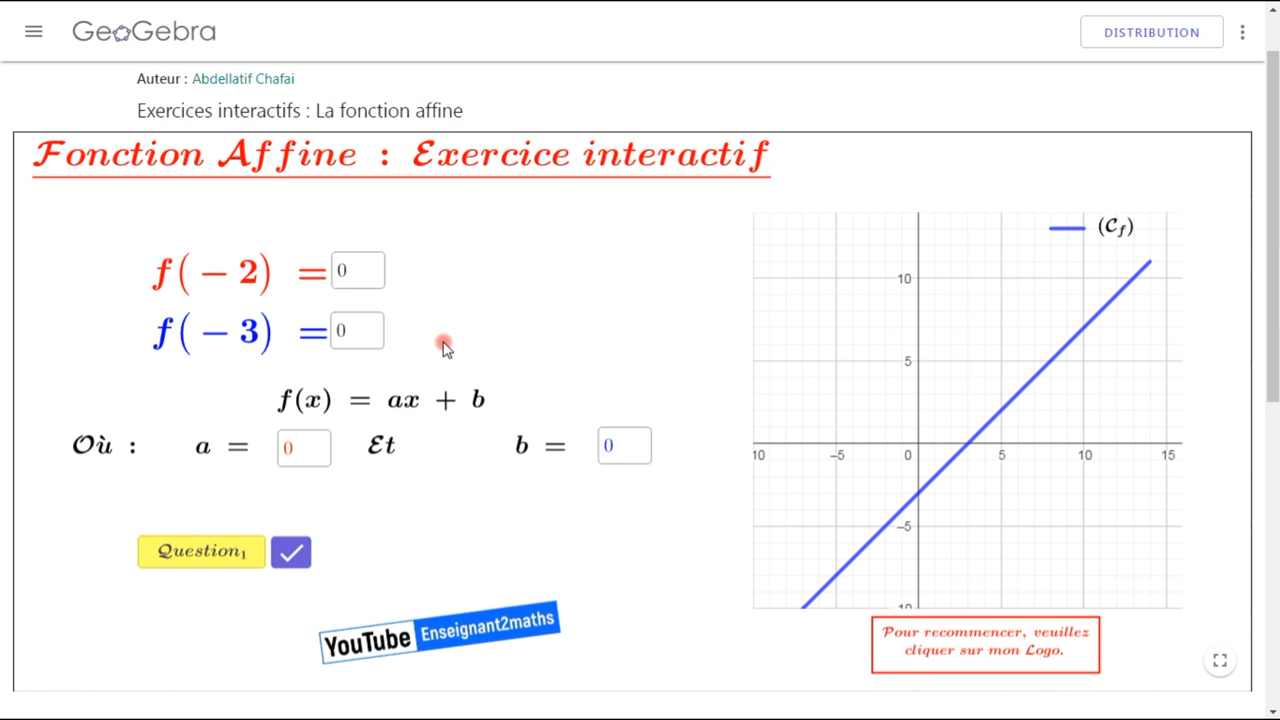 GeoGebra
DISTRIBUTION
Auteur : Abdellatif Chafai
Exercices interactifs : La fonction affine
Fonction Affine : Exercice interactif
f(-2) = 0
f(-3) = 0
f(x) = ax + b
Où : a = 0 Et b = 0
Question₁
YouTube Enseignant2maths
(Cf)
10
5
10 -5 0 5 10 15
-5
10
Pour recommencer, veuillez
cliquer sur mon Logo.